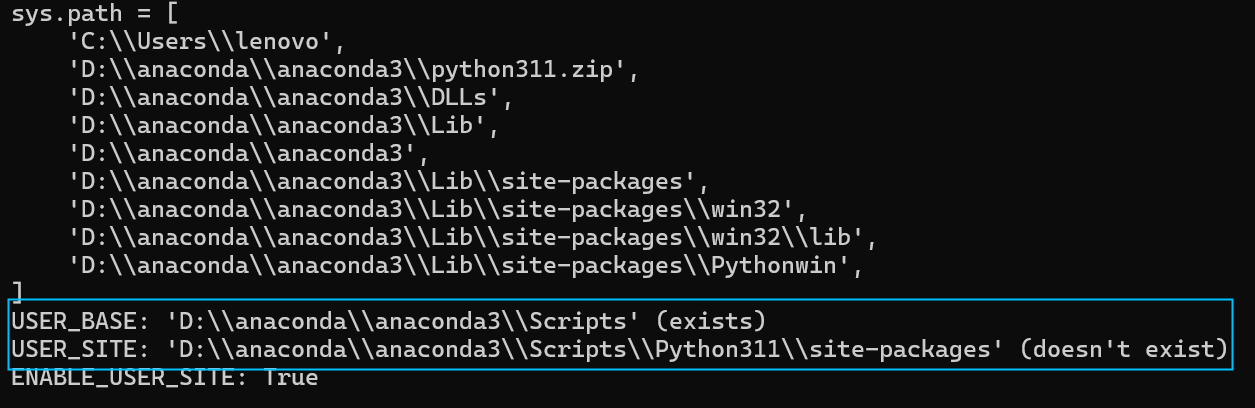 sys.path = [
    'C:\\Users\\lenovo',
    'D:\\anaconda\\anaconda3\\python311.zip',
    'D:\\anaconda\\anaconda3\\DLLs',
    'D:\\anaconda\\anaconda3\\Lib',
    'D:\\anaconda\\anaconda3',
    'D:\\anaconda\\anaconda3\\Lib\\site-packages',
    'D:\\anaconda\\anaconda3\\Lib\\site-packages\\win32',
    'D:\\anaconda\\anaconda3\\Lib\\site-packages\\win32\\lib',
    'D:\\anaconda\\anaconda3\\Lib\\site-packages\\Pythonwin',
]
USER_BASE: 'D:\\anaconda\\anaconda3\\Scripts' (exists)
USER_SITE: 'D:\\anaconda\\anaconda3\\Scripts\\Python311\\site-packages' (doesn't exist)
ENABLE_USER_SITE: True